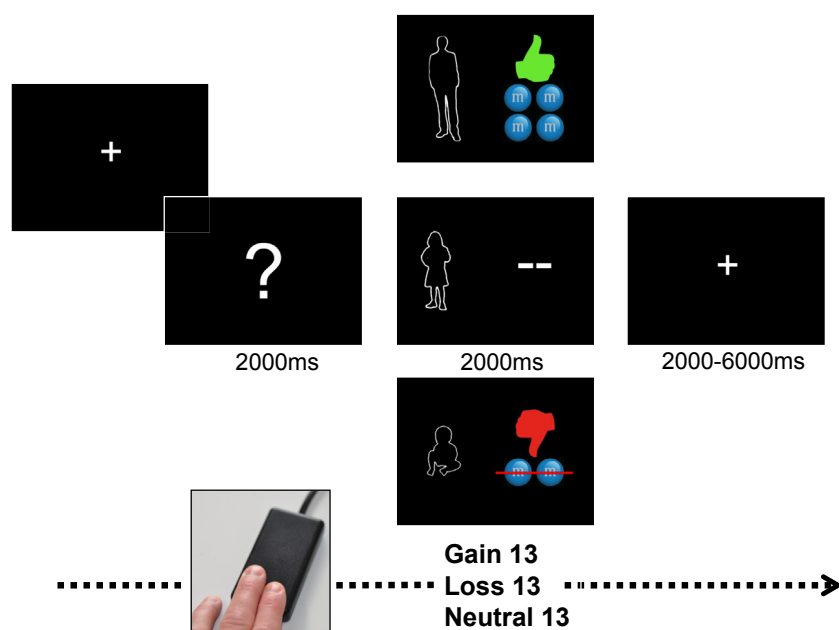 +
m m
m m
?
--
+
2000ms
2000ms
2000-6000ms
m m
Gain 13
Loss 13
Neutral 13